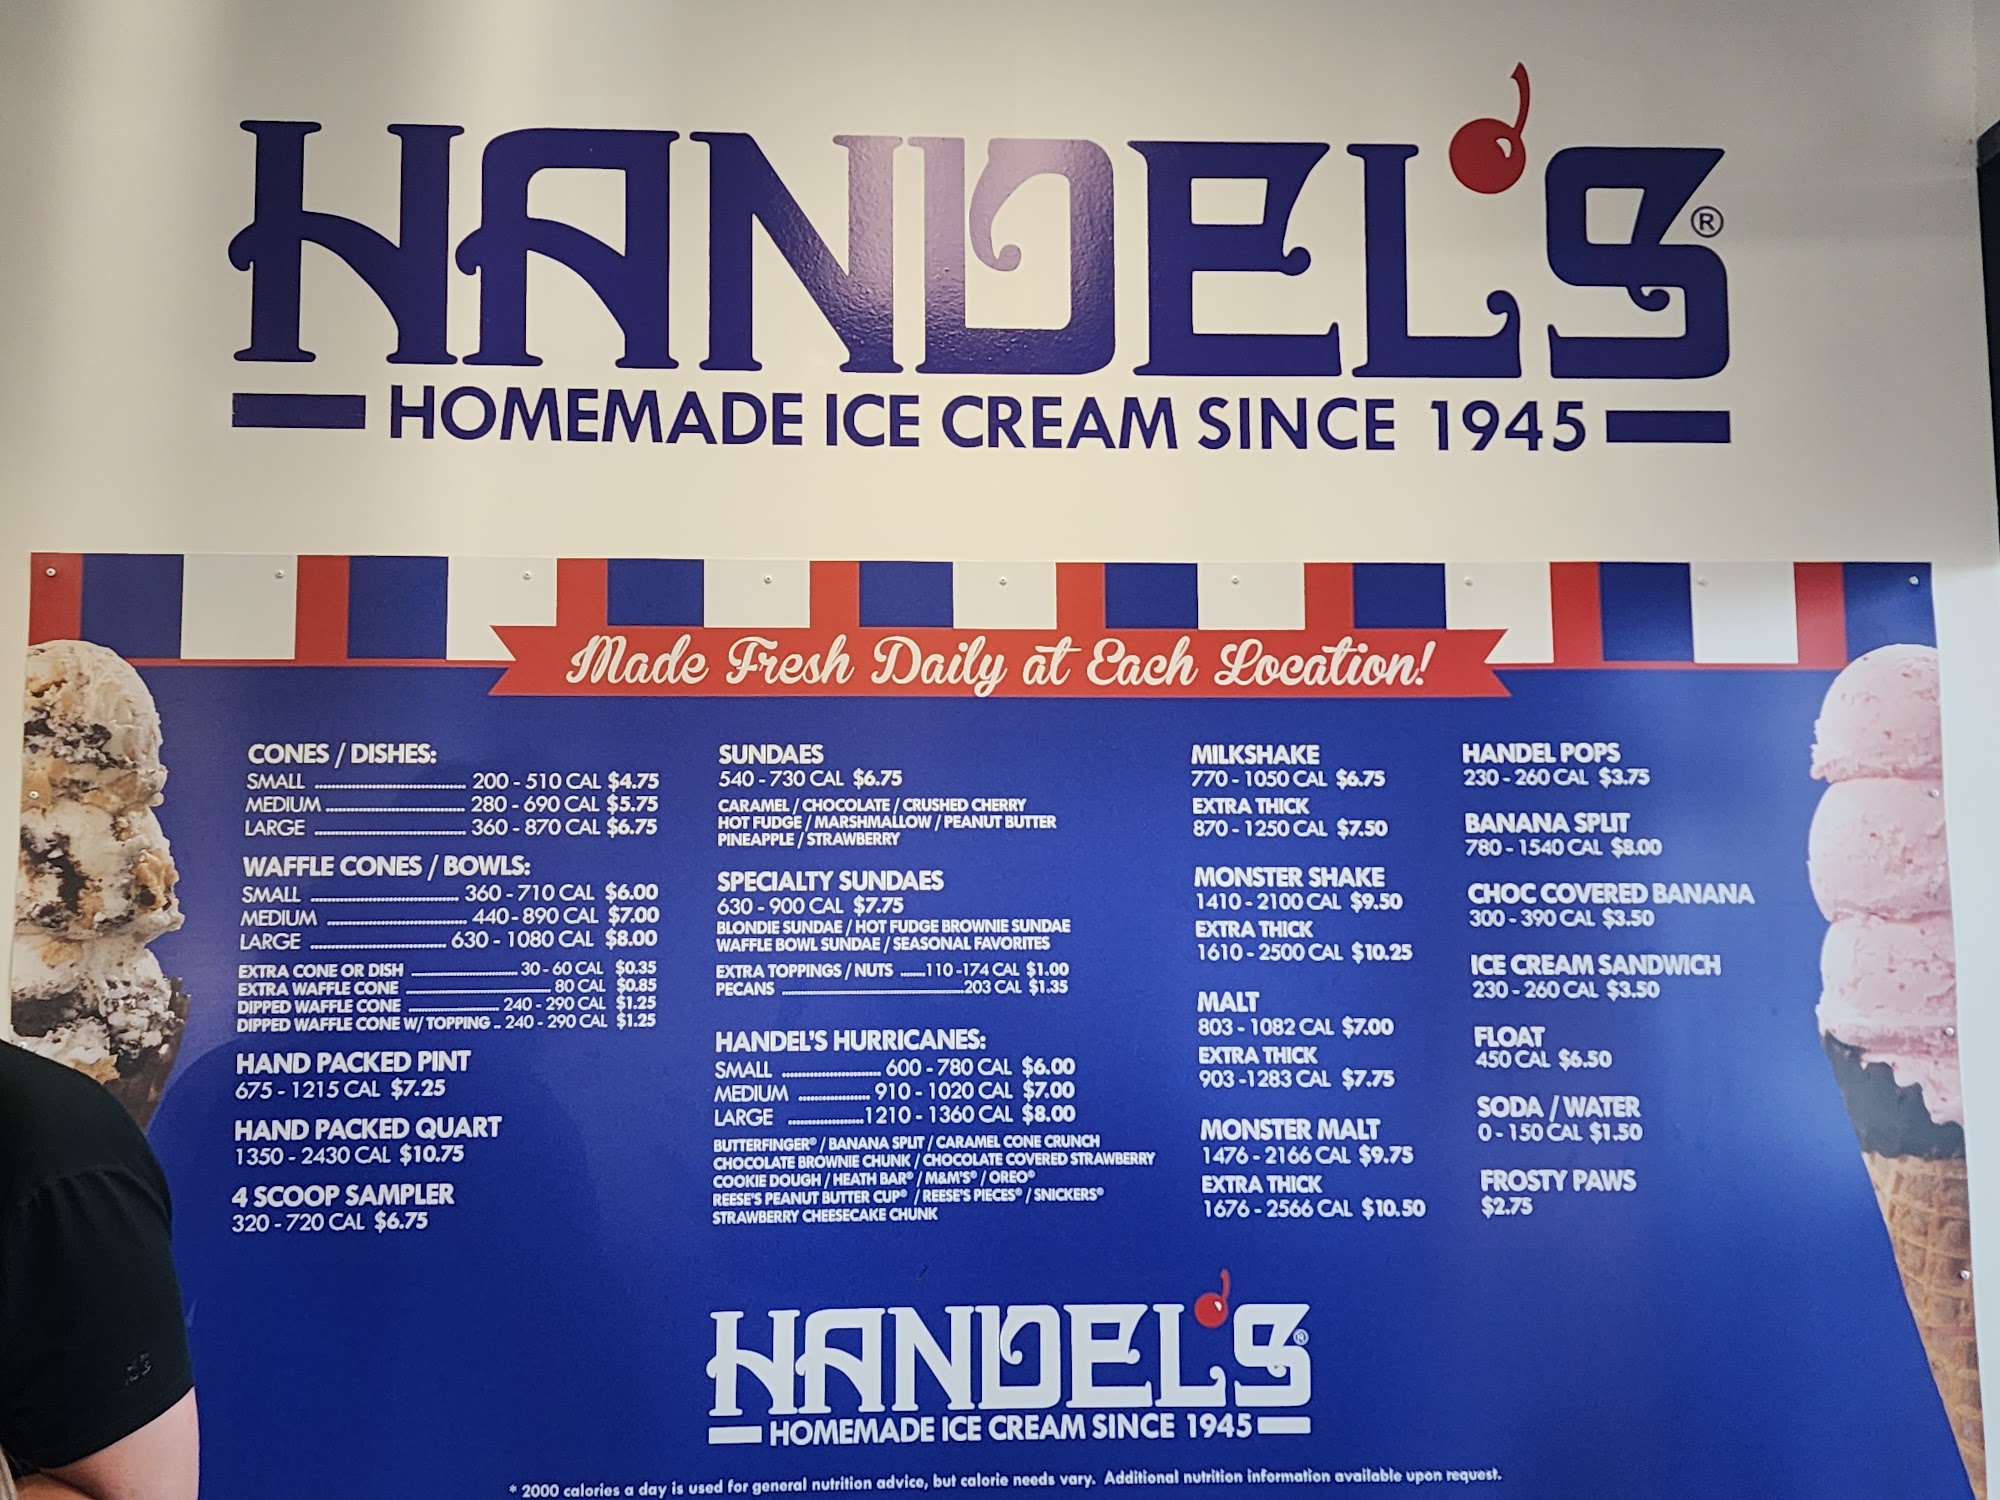 HANDEL'S®
HOMEMADE ICE CREAM SINCE 1945
Made Fresh Daily at Each Location!
CONES / DISHES:
SMALL 200 - 510 CAL $4.75
MEDIUM 280 - 690 CAL $5.75
LARGE 360 - 870 CAL $6.75
WAFFLE CONES / BOWLS:
SMALL 360 - 710 CAL $6.00
MEDIUM 440 - 890 CAL $7.00
LARGE 630 - 1080 CAL $8.00
EXTRA CONE OR DISH 30 - 60 CAL $0.35
EXTRA WAFFLE CONE 80 CAL $0.85
DIPPED WAFFLE CONE 240 - 290 CAL $1.25
DIPPED WAFFLE CONE W/ TOPPING 240 - 290 CAL $1.25
HAND PACKED PINT
675 - 1215 CAL $7.25
HAND PACKED QUART
1350 - 2430 CAL $10.75
4 SCOOP SAMPLER
320 - 720 CAL $6.75
SUNDAES
540 - 730 CAL $6.75
CARAMEL / CHOCOLATE / CRUSHED CHERRY
HOT FUDGE / MARSHMALLOW / PEANUT BUTTER
PINEAPPLE / STRAWBERRY
SPECIALTY SUNDAES
630 - 900 CAL $7.75
BLONDIE SUNDAE / HOT FUDGE BROWNIE SUNDAE
WAFFLE BOWL SUNDAE / SEASONAL FAVORITES
EXTRA TOPPINGS / NUTS 110 -174 CAL $1.00
PECANS 203 CAL $1.35
HANDEL'S HURRICANES:
SMALL 600 - 780 CAL $6.00
MEDIUM 910 - 1020 CAL $7.00
LARGE 1210 - 1360 CAL $8.00
BUTTERFINGER® / BANANA SPLIT / CARAMEL CONE CRUNCH
CHOCOLATE BROWNIE CHUNK / CHOCOLATE COVERED STRAWBERRY
COOKIE DOUGH / HEATH BAR® / M&M'S® / OREO®
REESE'S PEANUT BUTTER CUP® / REESE'S PIECES® / SNICKERS®
STRAWBERRY CHEESECAKE CHUNK
MILKSHAKE
770 - 1050 CAL $6.75
EXTRA THICK
870 - 1250 CAL $7.50
MONSTER SHAKE
1410 - 2100 CAL $9.50
EXTRA THICK
1610 - 2500 CAL $10.25
MALT
803 - 1082 CAL $7.00
EXTRA THICK
903 -1283 CAL $7.75
MONSTER MALT
1476 - 2166 CAL $9.75
EXTRA THICK
1676 - 2566 CAL $10.50
HANDEL POPS
230 - 260 CAL $3.75
BANANA SPLIT
780 - 1540 CAL $8.00
CHOC COVERED BANANA
300 - 390 CAL $3.50
ICE CREAM SANDWICH
230 - 260 CAL $3.50
FLOAT
450 CAL $6.50
SODA / WATER
0 - 150 CAL $1.50
FROSTY PAWS
$2.75
HANDEL'S®
HOMEMADE ICE CREAM SINCE 1945
* 2000 calories a day is used for general nutrition advice, but calorie needs vary. Additional nutrition information available upon request.